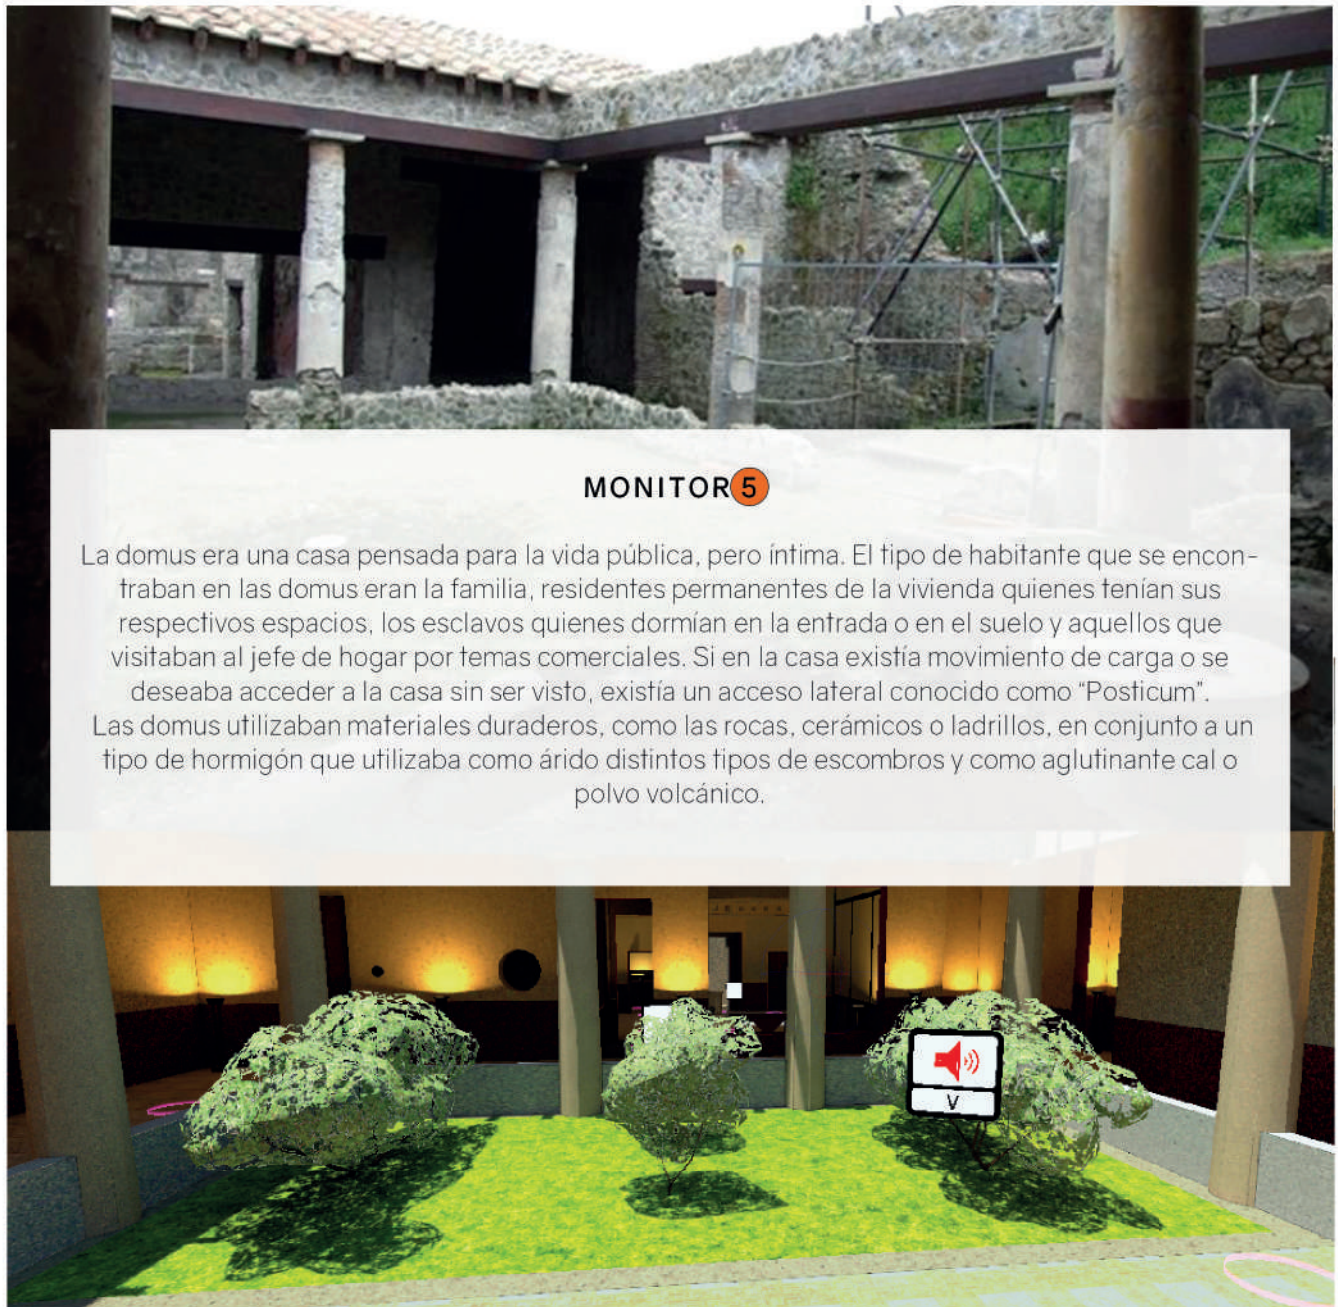 MONITOR 5
La domus era una casa pensada para la vida pública, pero íntima. El tipo de habitante que se encon-
traban en las domus eran la familia, residentes permanentes de la vivienda quienes tenían sus
respectivos espacios, los esclavos quienes dormían en la entrada o en el suelo y aquellos que
visitaban al jefe de hogar por temas comerciales. Si en la casa existía movimiento de carga o se
deseaba acceder a la casa sin ser visto, existía un acceso lateral conocido como “Posticum”.
Las domus utilizaban materiales duraderos, como las rocas, cerámicos o ladrillos, en conjunto a un
tipo de hormigón que utilizaba como árido distintos tipos de escombros y como aglutinante cal o
polvo volcánico.
V